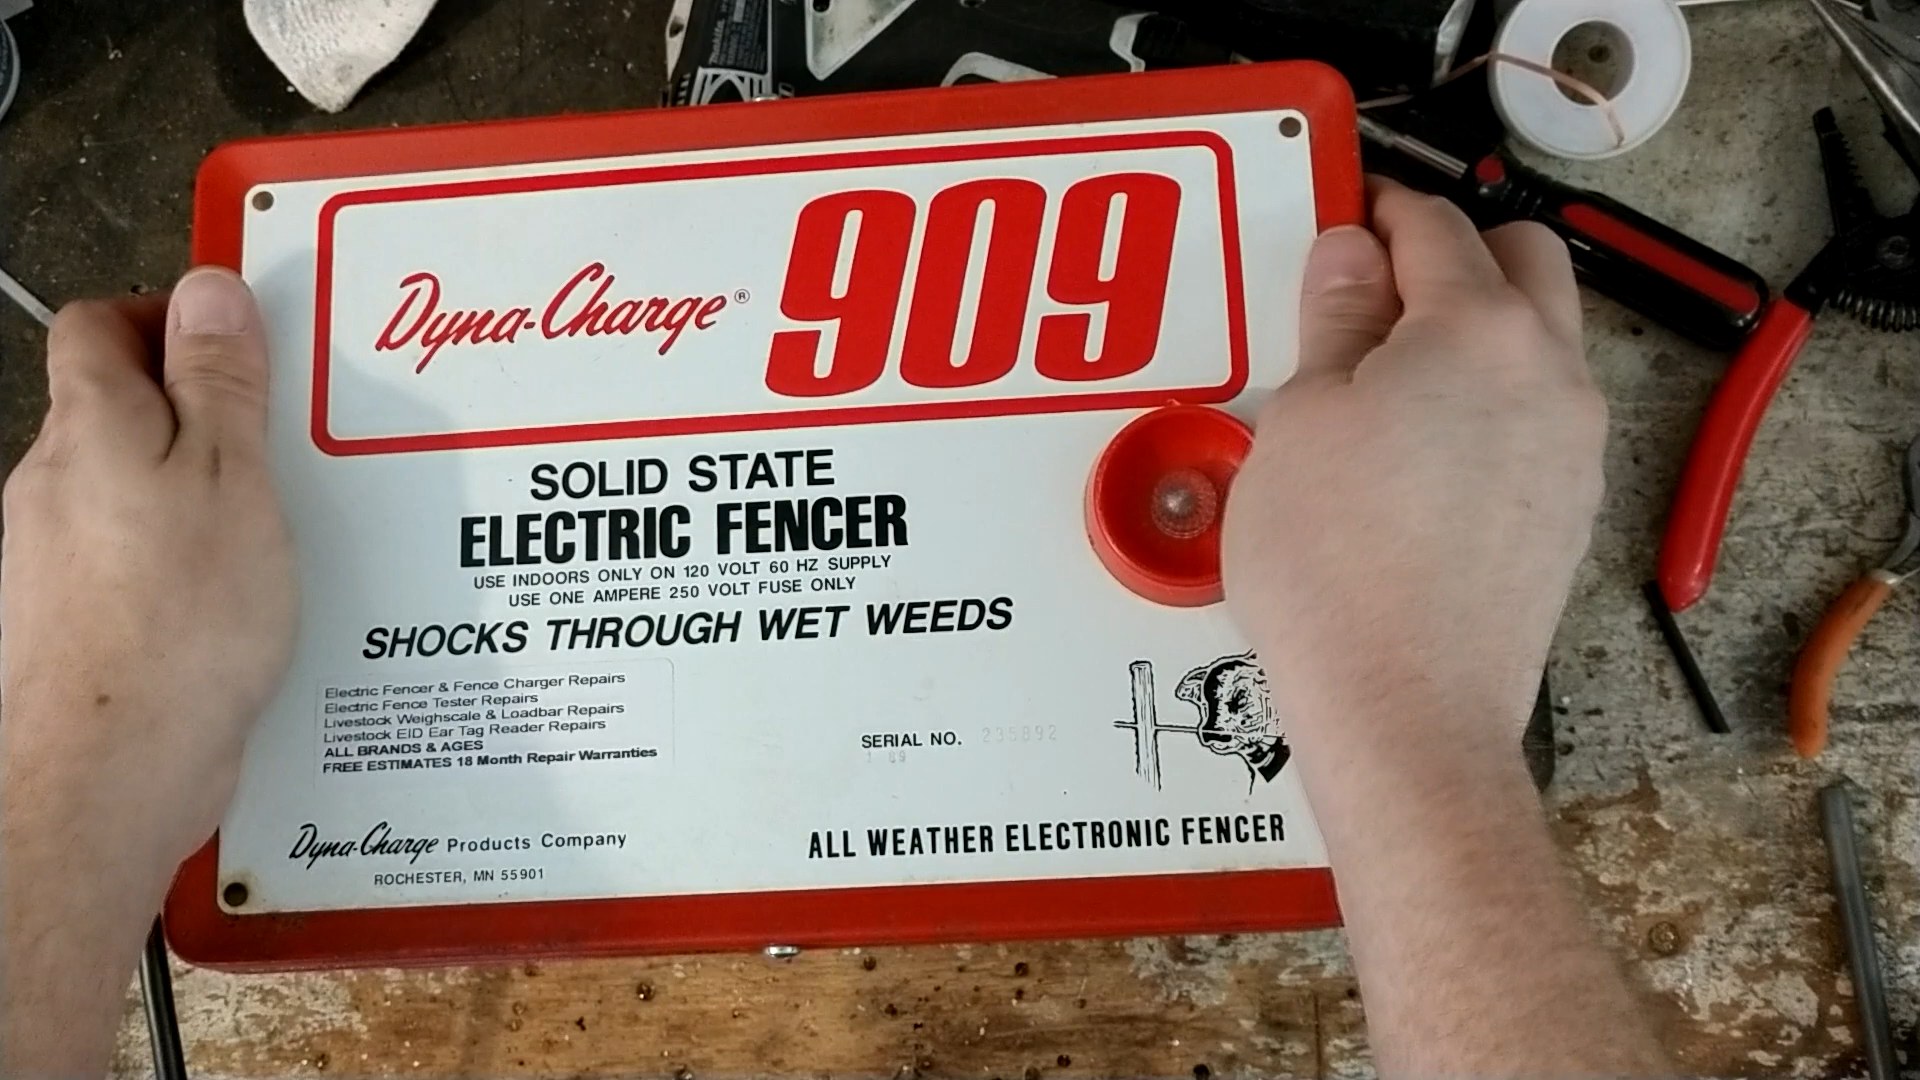 Dyna-Charge® 909
SOLID STATE
ELECTRIC FENCER
USE INDOORS ONLY ON 120 VOLT 60 HZ SUPPLY
USE ONE AMPERE 250 VOLT FUSE ONLY
SHOCKS THROUGH WET WEEDS
Electric Fencer & Fence Charger Repairs
Electric Fence Tester Repairs
Livestock Weighscale & Loadbar Repairs
Livestock EID Ear Tag Reader Repairs
ALL BRANDS & AGES
FREE ESTIMATES 18 Month Repair Warranties
SERIAL NO. 235892
1 89
Dyna-Charge Products Company
ROCHESTER, MN 55901
ALL WEATHER ELECTRONIC FENCER